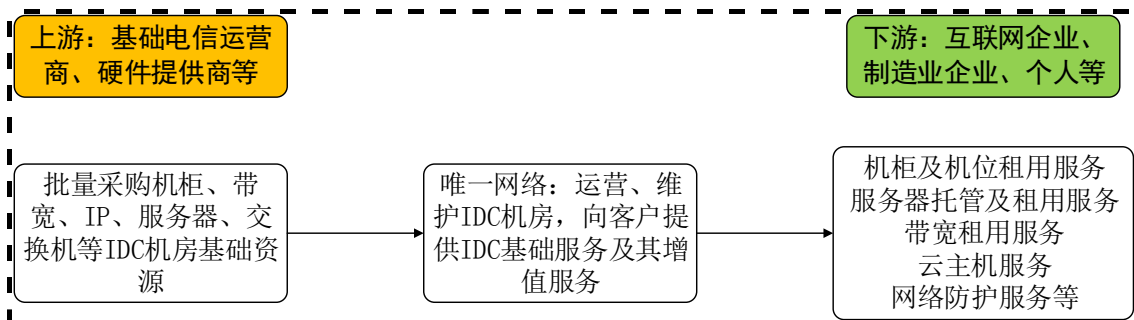 上游：基础电信运营
商、硬件提供商等
下游：互联网企业、
制造业企业、个人等
批量采购机柜、带
宽、IP、服务器、交
换机等IDC机房基础资
源
唯一网络：运营、维
护IDC机房，向客户提
供IDC基础服务及其增
值服务
机柜及机位租用服务
服务器托管及租用服务
带宽租用服务
云主机服务
网络防护服务等